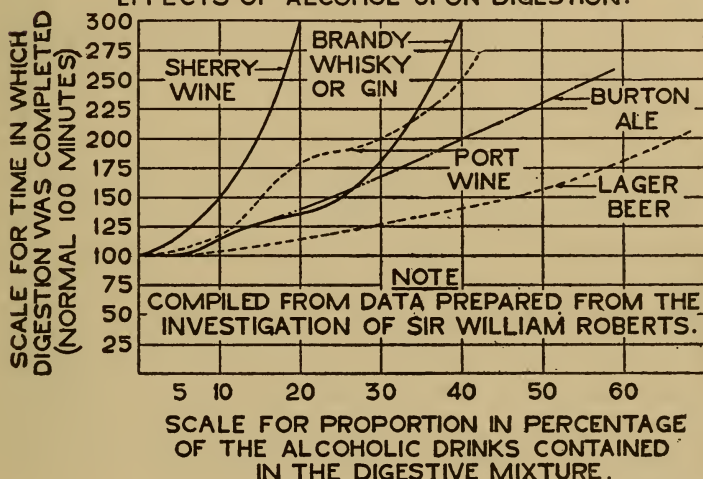 EFFECTS OF ALCOHOL UPON DIGESTION.
SCALE FOR TIME IN WHICH
DIGESTION WAS COMPLETED
(NORMAL 100 MINUTES)
300
275
250
225
200
175
150
125
100
75
50
25
SHERRY
WINE
BRANDY
WHISKY
OR GIN
BURTON
ALE
PORT
WINE
LAGER
BEER
NOTE
COMPILED FROM DATA PREPARED FROM THE
INVESTIGATION OF SIR WILLIAM ROBERTS.
5 10 20 30 40 50 60
SCALE FOR PROPORTION IN PERCENTAGE
OF THE ALCOHOLIC DRINKS CONTAINED
IN THE DIGESTIVE MIXTURE.